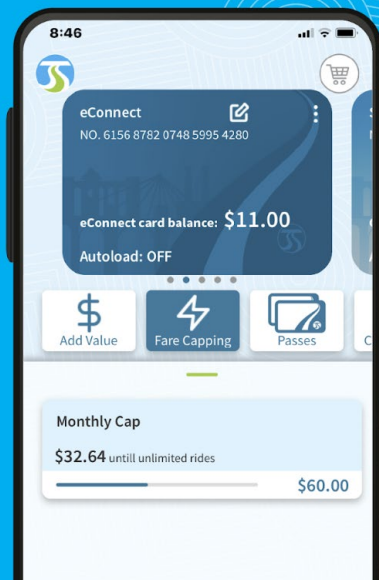 8:46
eConnect
NO. 6156 8782 0748 5995 4280
eConnect card balance: $11.00
Autoload: OFF
Add Value
Fare Capping
Passes
Monthly Cap
$32.64 untill unlimited rides
$60.00